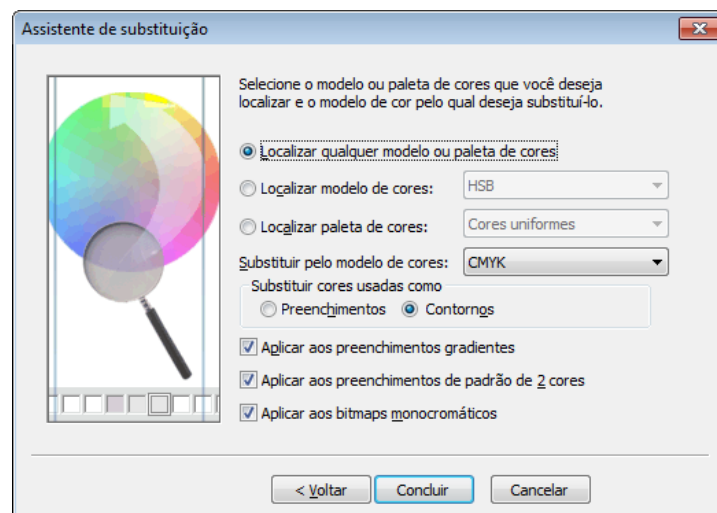 Assistente de substituição
Selecione o modelo ou paleta de cores que você deseja
localizar e o modelo de cor pelo qual deseja substituí-lo.
Localizar qualquer modelo ou paleta de cores
Localizar modelo de cores: HSB
Localizar paleta de cores: Cores uniformes
Substituir pelo modelo de cores: CMYK
Substituir cores usadas como
Preenchimentos Contornos
Aplicar aos preenchimentos gradientes
Aplicar aos preenchimentos de padrão de 2 cores
Aplicar aos bitmaps monocromáticos
< Voltar Concluir Cancelar